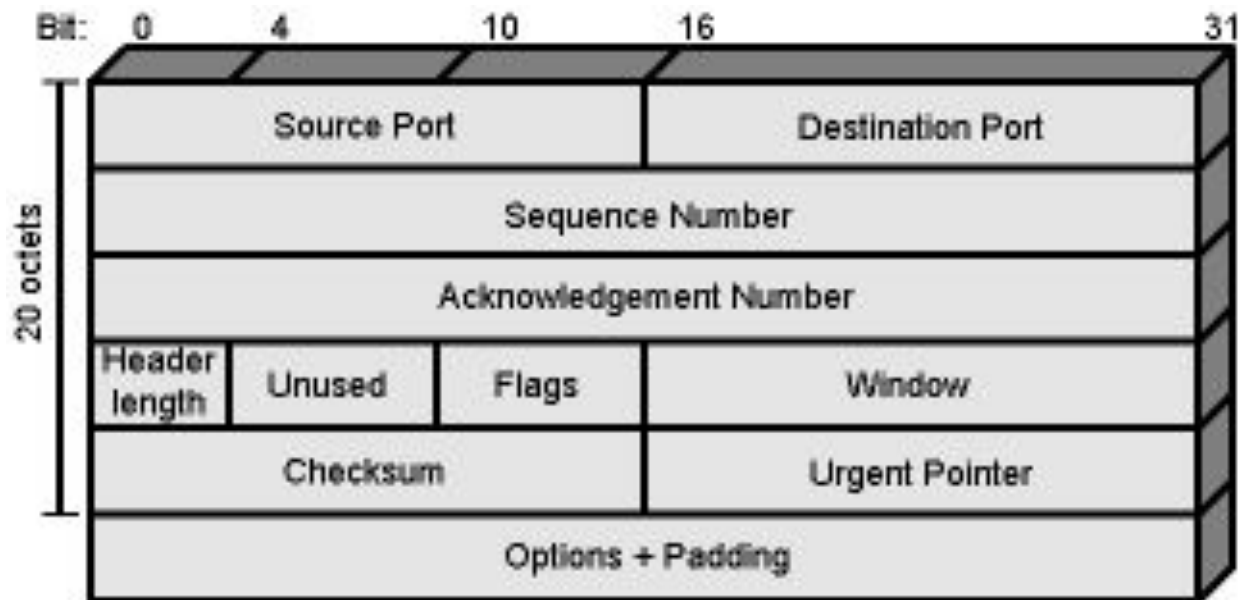 Bit: 0 4 10 16 31
Source Port Destination Port
Sequence Number
Acknowledgement Number
Header length Unused Flags Window
Checksum Urgent Pointer
Options + Padding
20 octets